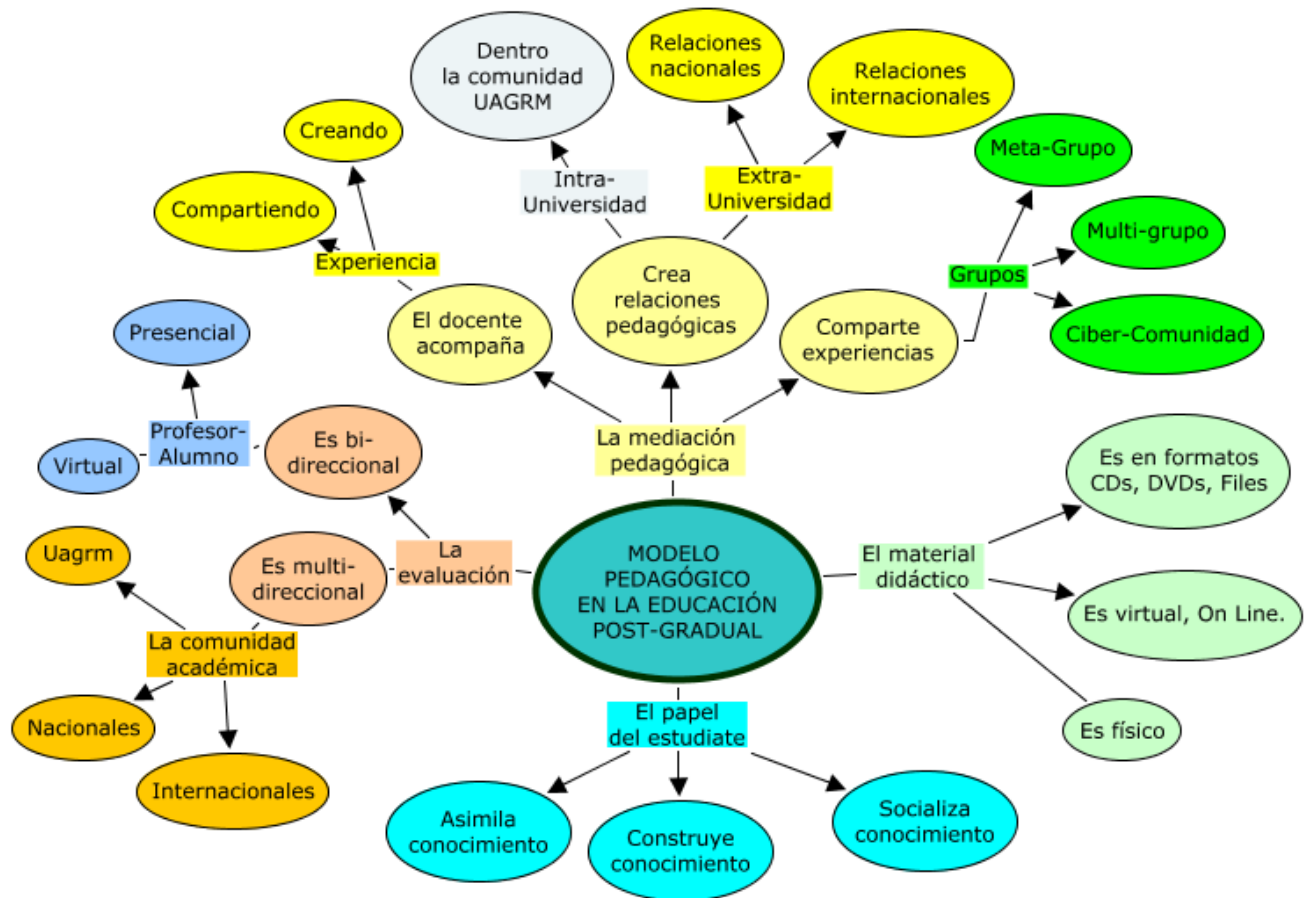 Dentro
la comunidad
UAGRM
Relaciones
nacionales
Relaciones
internacionales
Creando
Meta-Grupo
Compartiendo
Intra-
Universidad
Extra-
Universidad
Multi-grupo
Experiencia
Grupos
Crea
relaciones
pedagógicas
Presencial
El docente
acompaña
Comparte
experiencias
Ciber-Comunidad
Profesor-
Alumno
Virtual
Es bi-
direccional
La mediación
pedagógica
Es en formatos
CDs, DVDs, Files
Uagrm
Es multi-
direccional
La
evaluación
MODELO
PEDAGÓGICO
EN LA EDUCACIÓN
POST-GRADUAL
El material
didáctico
Es virtual, On Line.
La comunidad
académica
Nacionales
Internacionales
El papel
del estudiate
Es físico
Asimila
conocimiento
Construye
conocimiento
Socializa
conocimiento